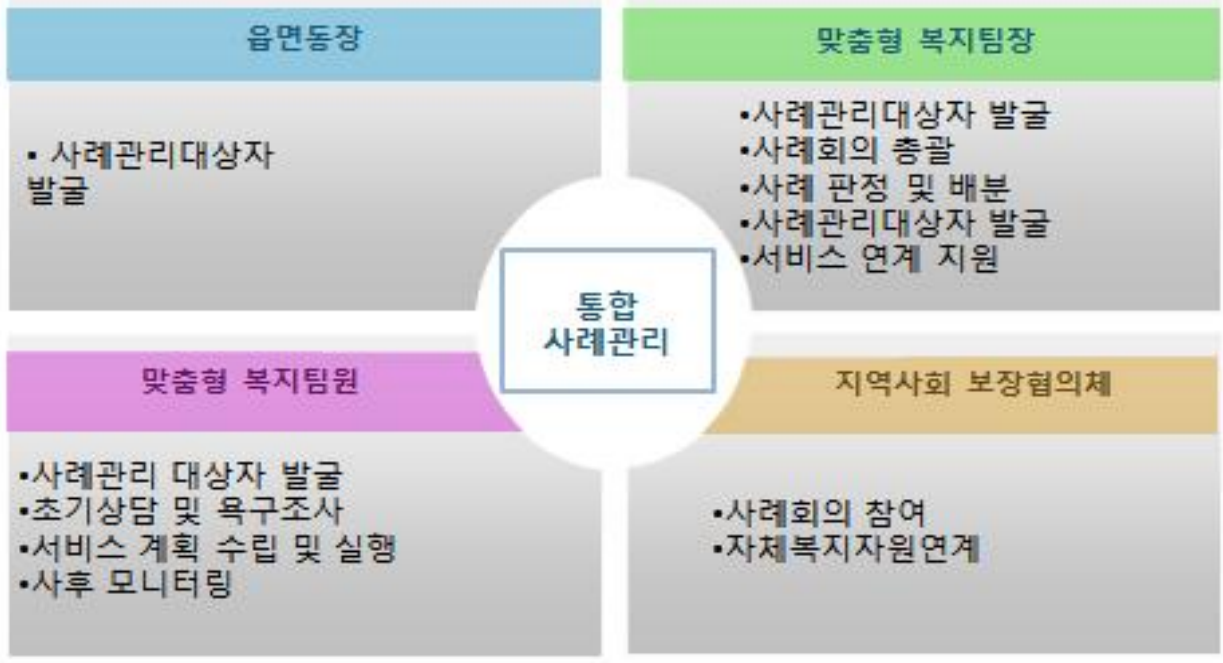 읍면동장
▪ 사례관리대상자
발굴
맞춤형 복지팀장
▪사례관리대상자 발굴
▪사례회의 총괄
▪사례 판정 및 배분
▪사례관리대상자 발굴
▪서비스 연계 지원
통합
사례관리
맞춤형 복지팀원
▪사례관리 대상자 발굴
▪초기상담 및 욕구조사
▪서비스 계획 수립 및 실행
▪사후 모니터링
지역사회 보장협의체
▪사례회의 참여
▪자체복지자원연계